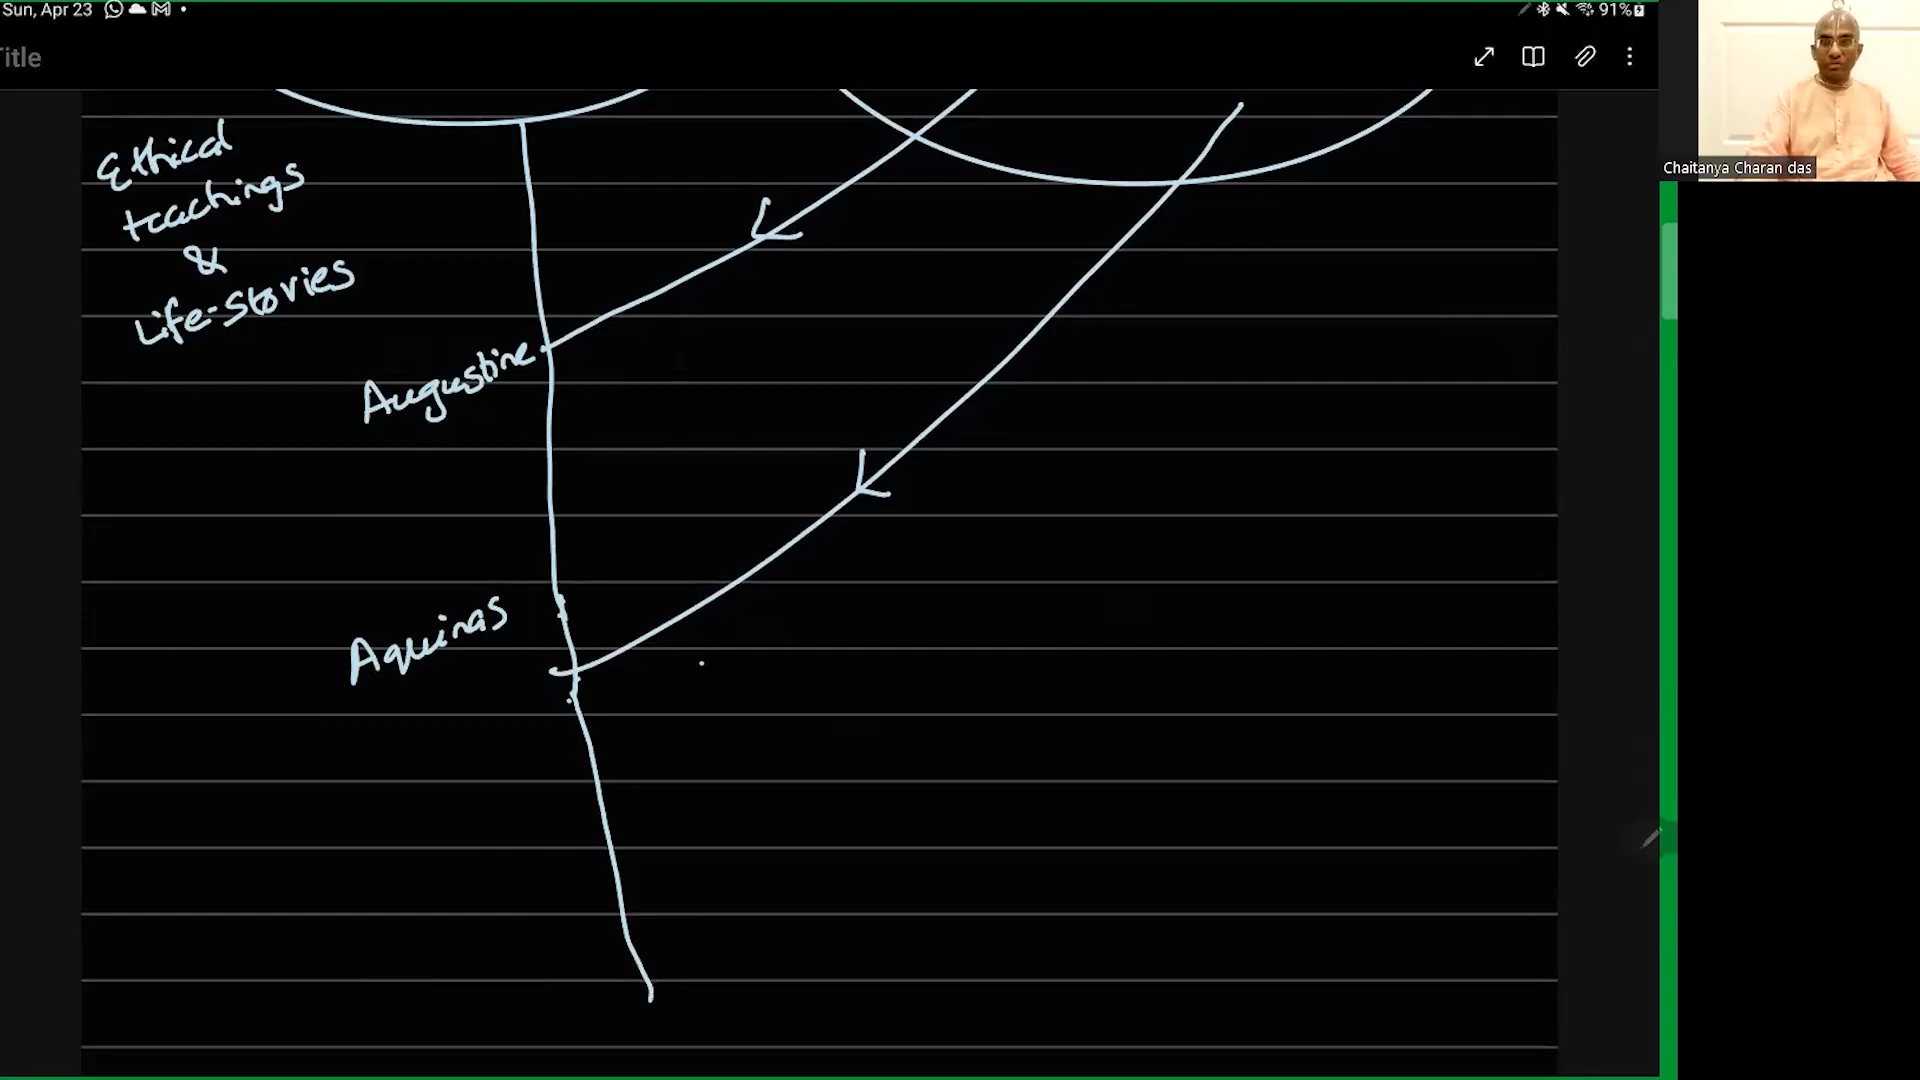 Sun, Apr 23
91%
Title
Chaitanya Charan das
Ethical
teachings
&
Life-stories
Augustine
Aquinas